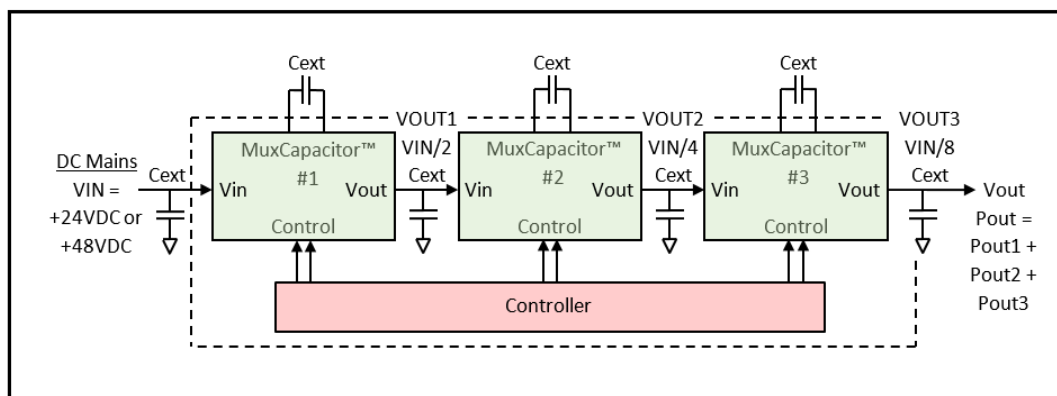 Cext
Cext
Cext
VOUT1
VOUT2
VOUT3
DC Mains
VIN =
+24VDC or
+48VDC
Cext
MuxCapacitor™
#1
Vin
Vout
Control
VIN/2
Cext
MuxCapacitor™
#2
Vin
Vout
Control
VIN/4
Cext
MuxCapacitor™
#3
Vin
Vout
Control
VIN/8
Cext
Vout
Pout =
Pout1 +
Pout2 +
Pout3
Controller